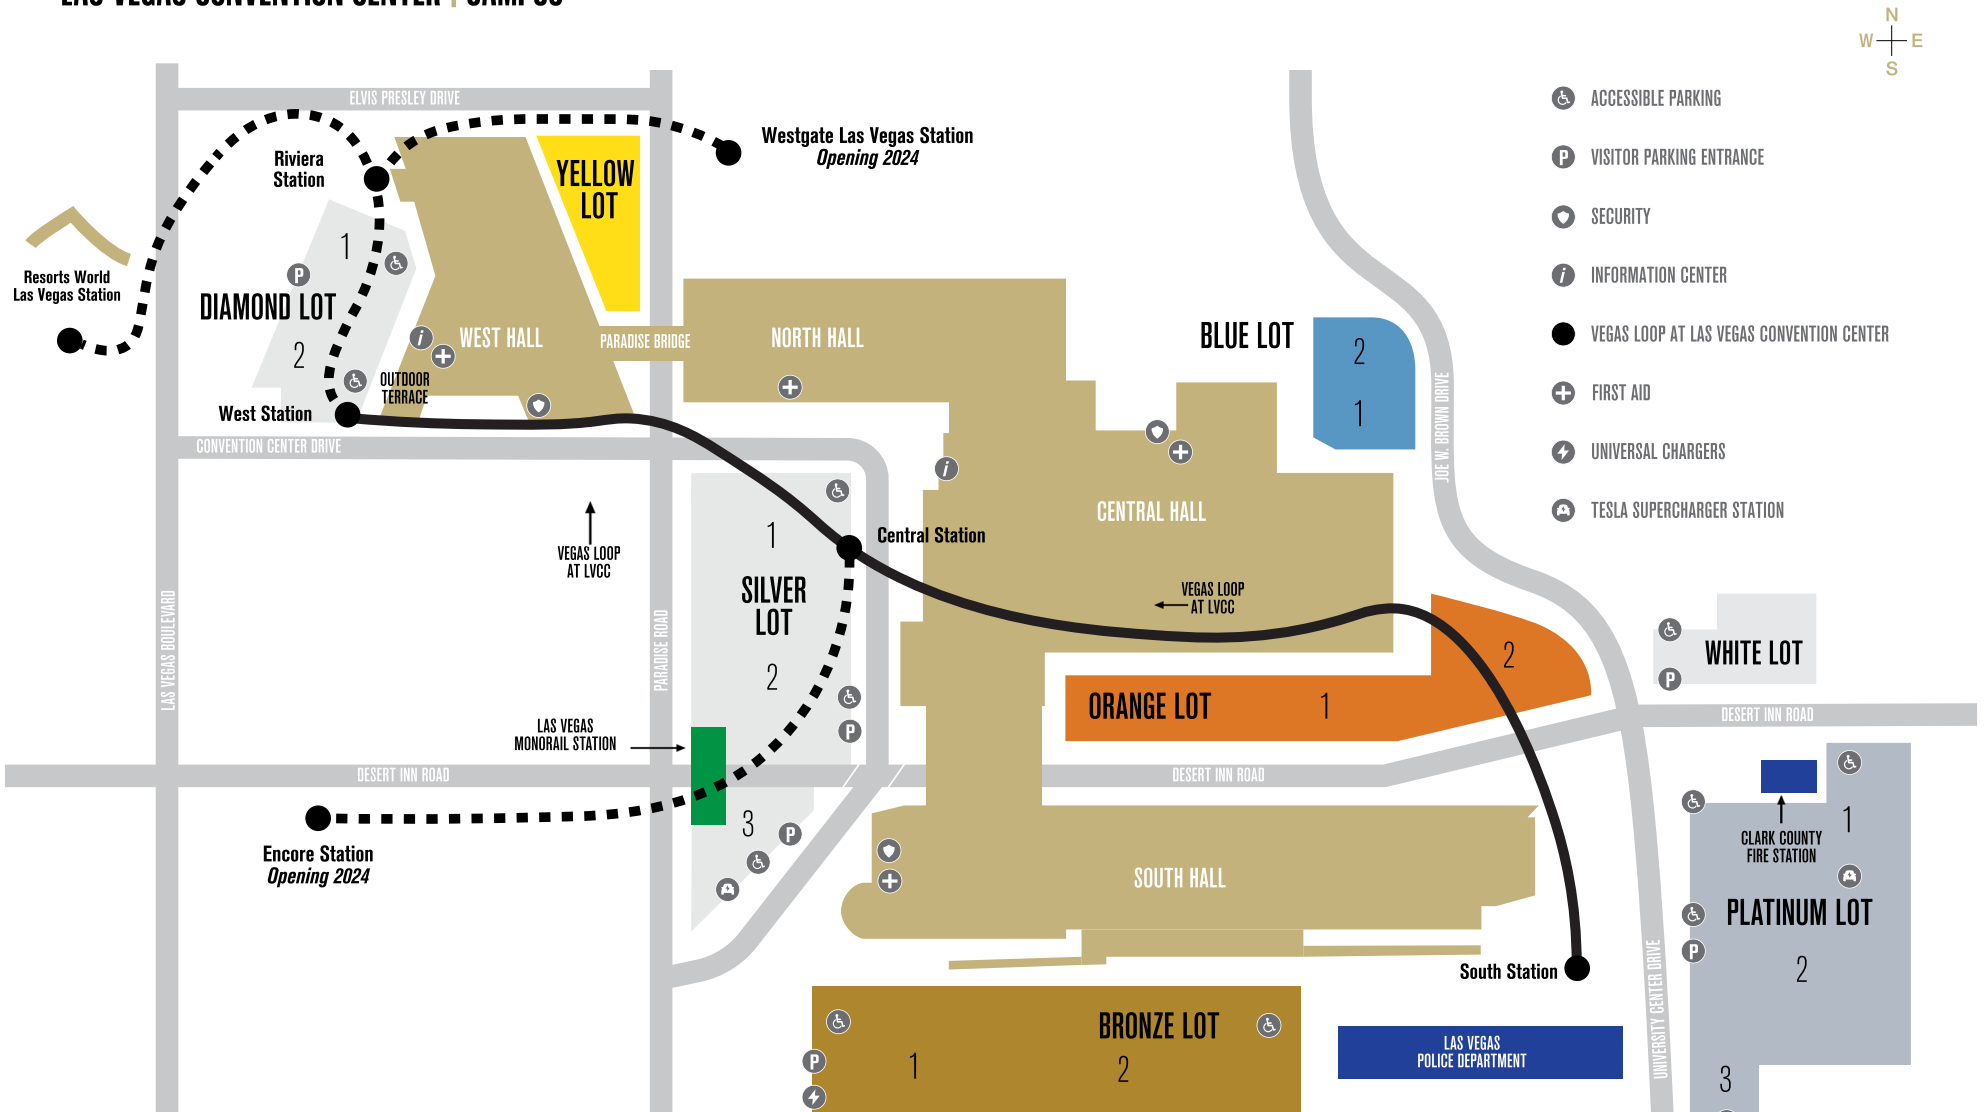 LAS VEGAS CONVENTION CENTER | CAMPUS
N
W E
S
ELVIS PRESLEY DRIVE
ACCESSIBLE PARKING
P VISITOR PARKING ENTRANCE
SECURITY
i INFORMATION CENTER
VEGAS LOOP AT LAS VEGAS CONVENTION CENTER
FIRST AID
UNIVERSAL CHARGERS
TESLA SUPERCHARGER STATION
Westgate Las Vegas Station
Opening 2024
Riviera
Station
YELLOW
LOT
Resorts World
Las Vegas Station
1
P
DIAMOND LOT
2
i
WEST HALL
PARADISE BRIDGE
NORTH HALL
OUTDOOR
TERRACE
West Station
CONVENTION CENTER DRIVE
BLUE LOT
2
1
JOE W. BROWN DRIVE
i
CENTRAL HALL
VEGAS LOOP
AT LVCC
1
Central Station
SILVER
LOT
2
P
VEGAS LOOP
AT LVCC
LAS VEGAS BOULEVARD
PARADISE ROAD
ORANGE LOT
1
2
WHITE LOT
P
DESERT INN ROAD
LAS VEGAS
MONORAIL STATION
DESERT INN ROAD
DESERT INN ROAD
3
P
Encore Station
Opening 2024
SOUTH HALL
CLARK COUNTY
FIRE STATION
1
PLATINUM LOT
P
2
3
South Station
UNIVERSITY CENTER DRIVE
BRONZE LOT
P
1
2
LAS VEGAS
POLICE DEPARTMENT